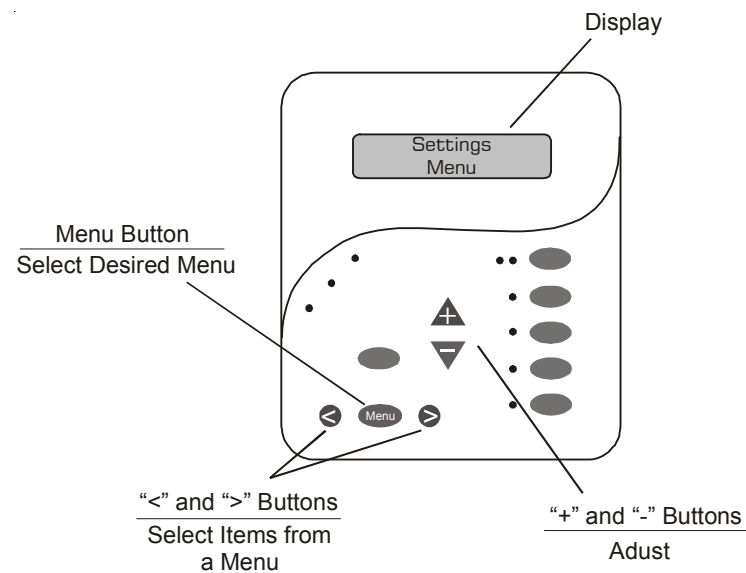 Display
Settings
Menu
Menu Button
Select Desired Menu
+
-
< Menu >
“<” and “>” Buttons
Select Items from
a Menu
“+” and “-” Buttons
Adust